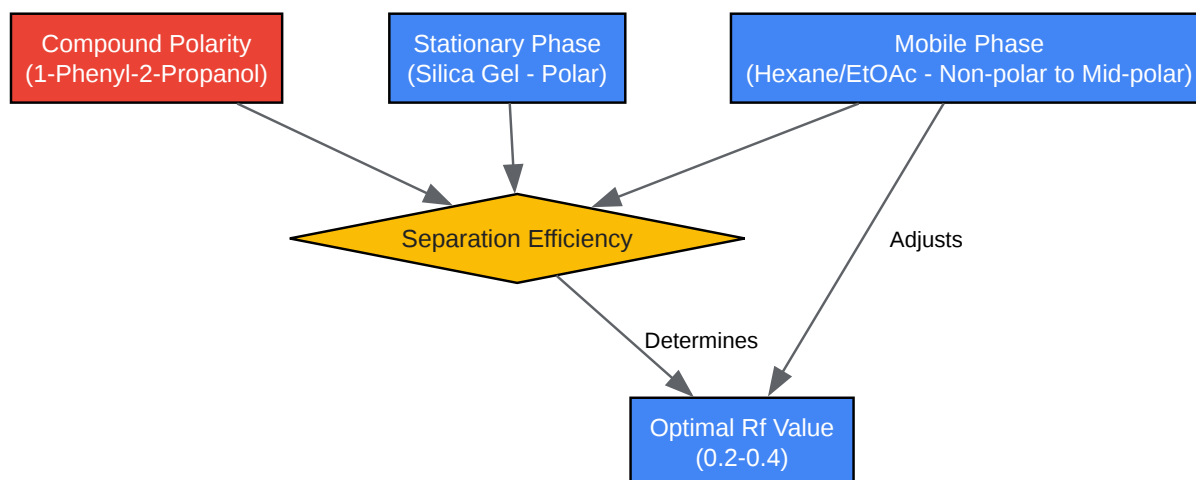 Compound Polarity
(1-Phenyl-2-Propanol)
Stationary Phase
(Silica Gel - Polar)
Mobile Phase
(Hexane/EtOAc - Non-polar to Mid-polar)
Separation Efficiency
Adjusts
Determines
Optimal Rf Value
(0.2-0.4)